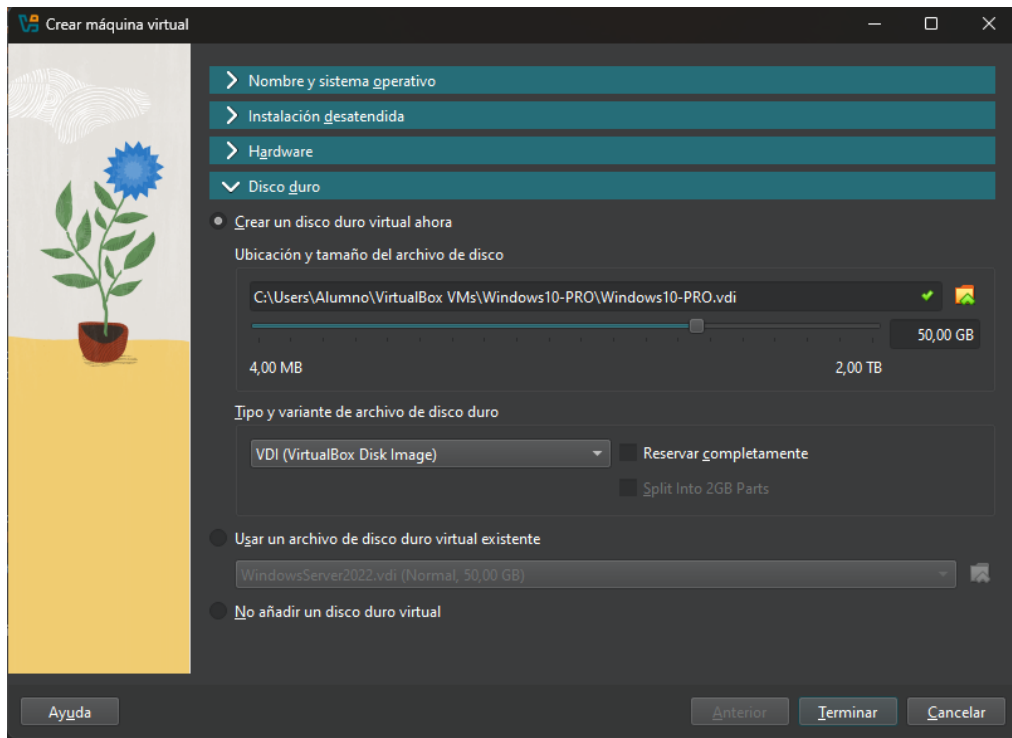 Crear máquina virtual
Nombre y sistema operativo
Instalación desatendida
Hardware
Disco duro
Crear un disco duro virtual ahora
Ubicación y tamaño del archivo de disco
C:\Users\Alumno\VirtualBox VMs\Windows10-PRO\Windows10-PRO.vdi
50,00 GB
4,00 MB 2,00 TB
Tipo y variante de archivo de disco duro
VDI (VirtualBox Disk Image) Reservar completamente
Split Into 2GB Parts
Usar un archivo de disco duro virtual existente
WindowsServer2022.vdi (Normal, 50,00 GB)
No añadir un disco duro virtual
Ayuda Anterior Terminar Cancelar